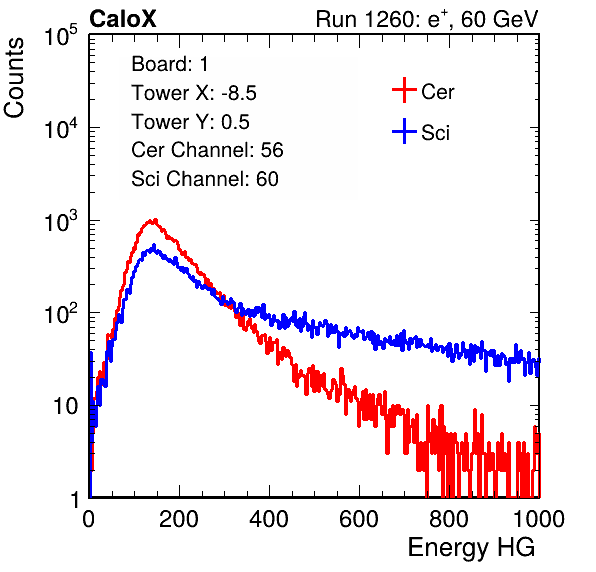 CaloX Run 1260: e⁺, 60 GeV
Counts
10⁵
10⁴
10³
10²
10
1
Board: 1
Tower X: -8.5
Tower Y: 0.5
Cer Channel: 56
Sci Channel: 60
Cer
Sci
0 200 400 600 800 1000
Energy HG